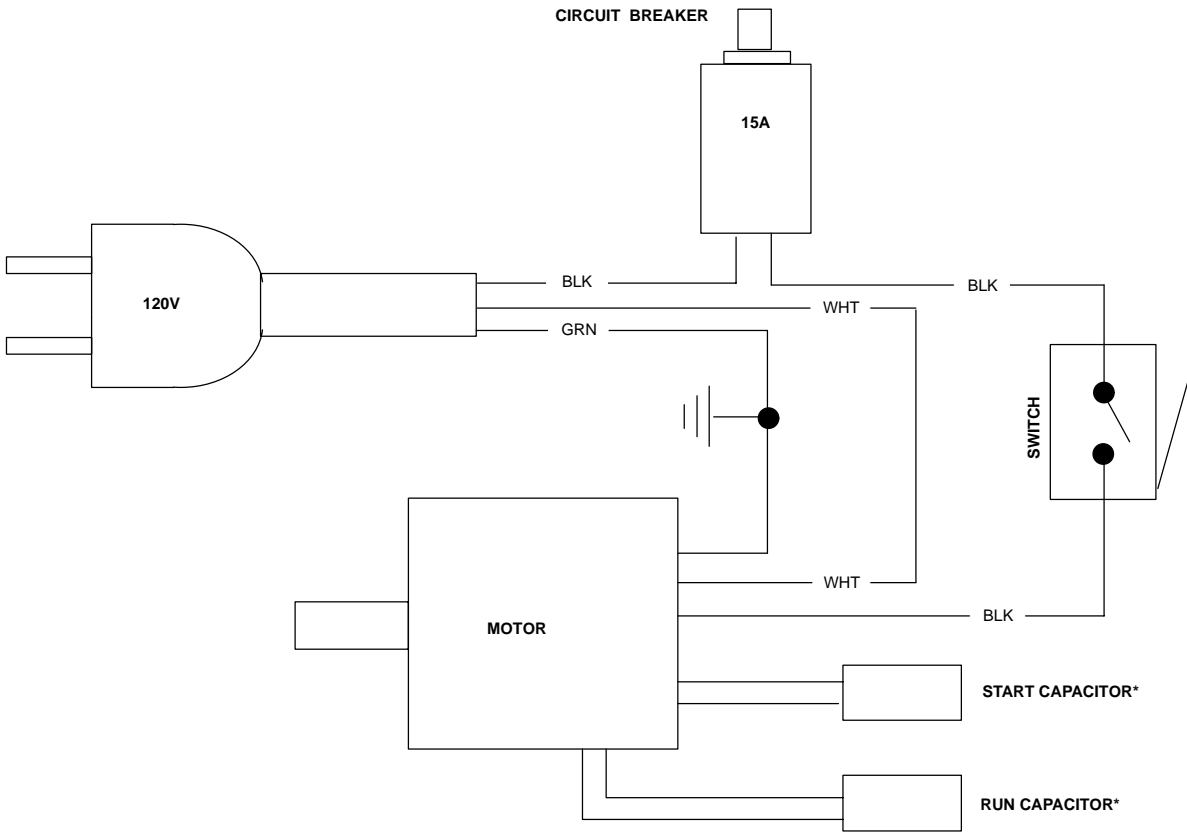 CIRCUIT BREAKER
15A
120V
BLK
BLK
WHT
GRN
SWITCH
WHT
MOTOR
BLK
START CAPACITOR*
RUN CAPACITOR*